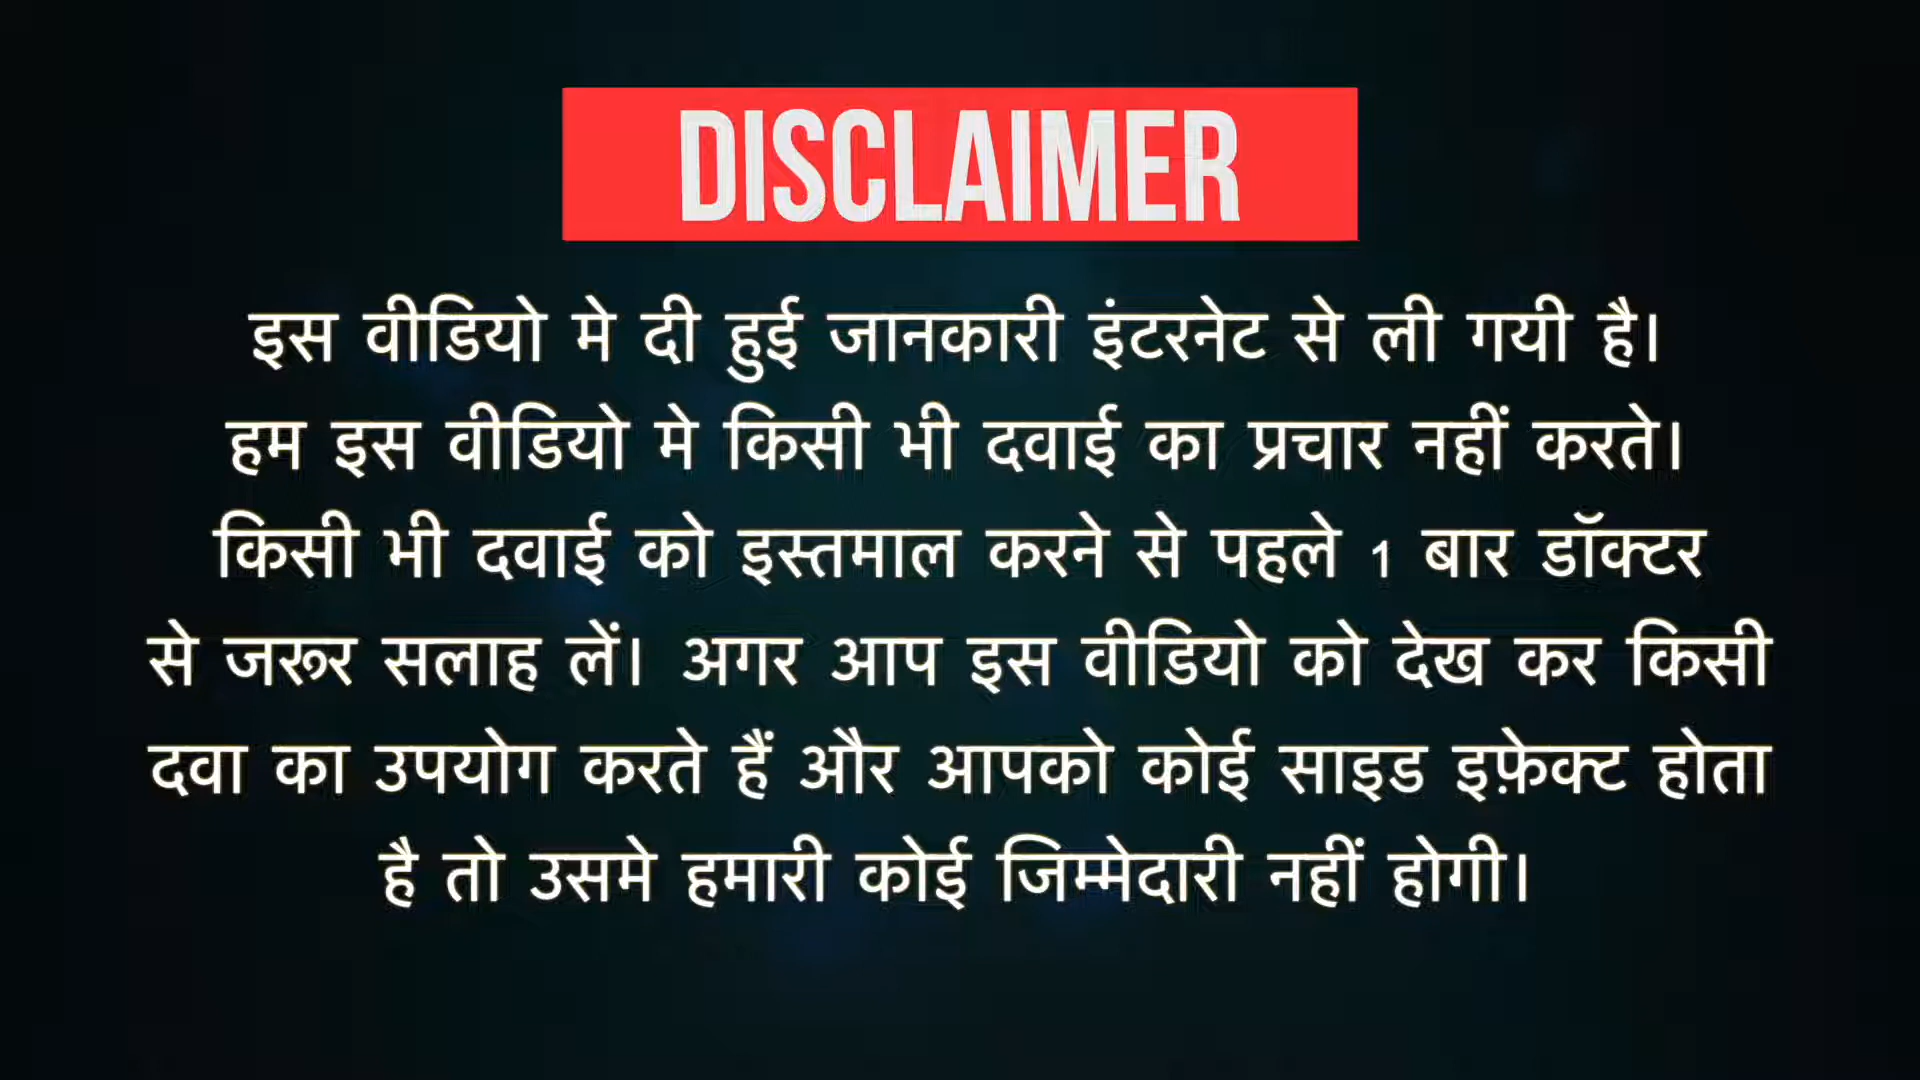 DISCLAIMER
इस वीडियो मे दी हुई जानकारी इंटरनेट से ली गयी है।
हम इस वीडियो मे किसी भी दवाई का प्रचार नहीं करते।
किसी भी दवाई को इस्तमाल करने से पहले 1 बार डॉक्टर
से जरूर सलाह लें। अगर आप इस वीडियो को देख कर किसी
दवा का उपयोग करते हैं और आपको कोई साइड इफ़ेक्ट होता
है तो उसमे हमारी कोई जिम्मेदारी नहीं होगी।